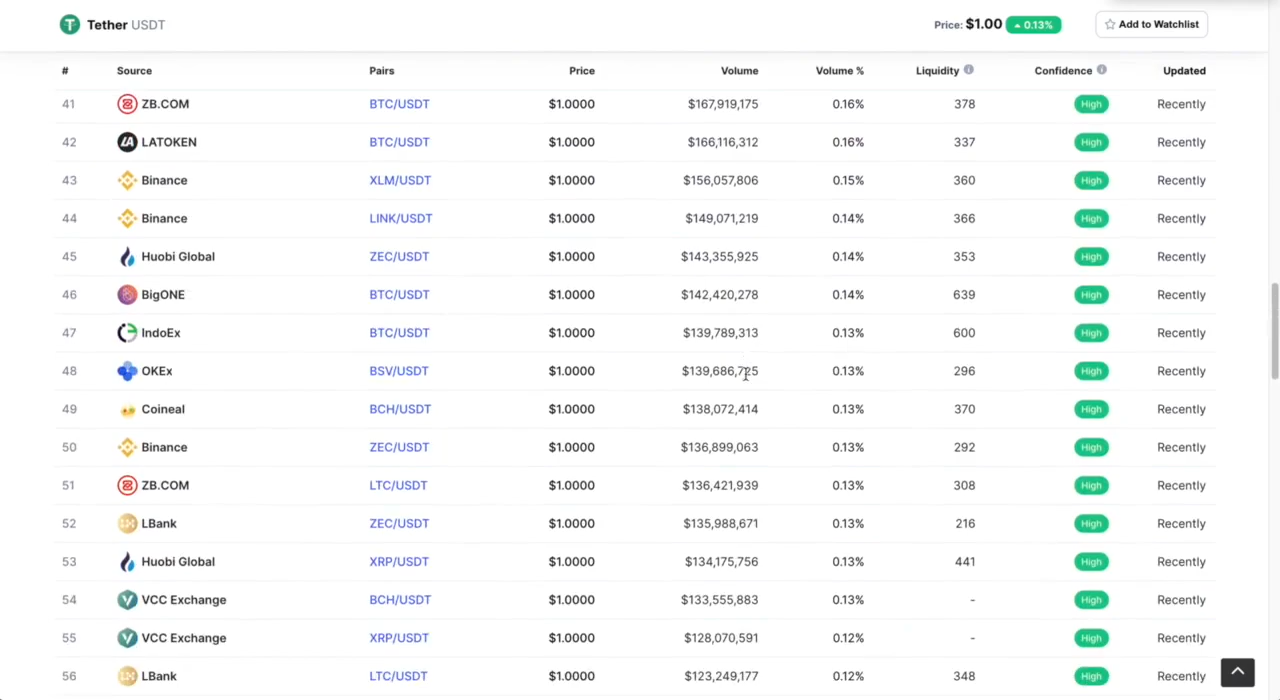 Tether USDT Price: $1.00 0.13% Add to Watchlist
# Source Pairs Price Volume Volume % Liquidity Confidence Updated
41 ZB.COM BTC/USDT $1.0000 $167,919,175 0.16% 378 High Recently
42 LATOKEN BTC/USDT $1.0000 $166,116,312 0.16% 337 High Recently
43 Binance XLM/USDT $1.0000 $156,057,806 0.15% 360 High Recently
44 Binance LINK/USDT $1.0000 $149,071,219 0.14% 366 High Recently
45 Huobi Global ZEC/USDT $1.0000 $143,355,925 0.14% 353 High Recently
46 BigONE BTC/USDT $1.0000 $142,420,278 0.14% 639 High Recently
47 IndoEx BTC/USDT $1.0000 $139,789,313 0.13% 600 High Recently
48 OKEx BSV/USDT $1.0000 $139,686,725 0.13% 296 High Recently
49 Coineal BCH/USDT $1.0000 $138,072,414 0.13% 370 High Recently
50 Binance ZEC/USDT $1.0000 $136,899,063 0.13% 292 High Recently
51 ZB.COM LTC/USDT $1.0000 $136,421,939 0.13% 308 High Recently
52 LBank ZEC/USDT $1.0000 $135,988,671 0.13% 216 High Recently
53 Huobi Global XRP/USDT $1.0000 $134,175,756 0.13% 441 High Recently
54 VCC Exchange BCH/USDT $1.0000 $133,555,883 0.13% - High Recently
55 VCC Exchange XRP/USDT $1.0000 $128,070,591 0.12% - High Recently
56 LBank LTC/USDT $1.0000 $123,249,177 0.12% 348 High Recently